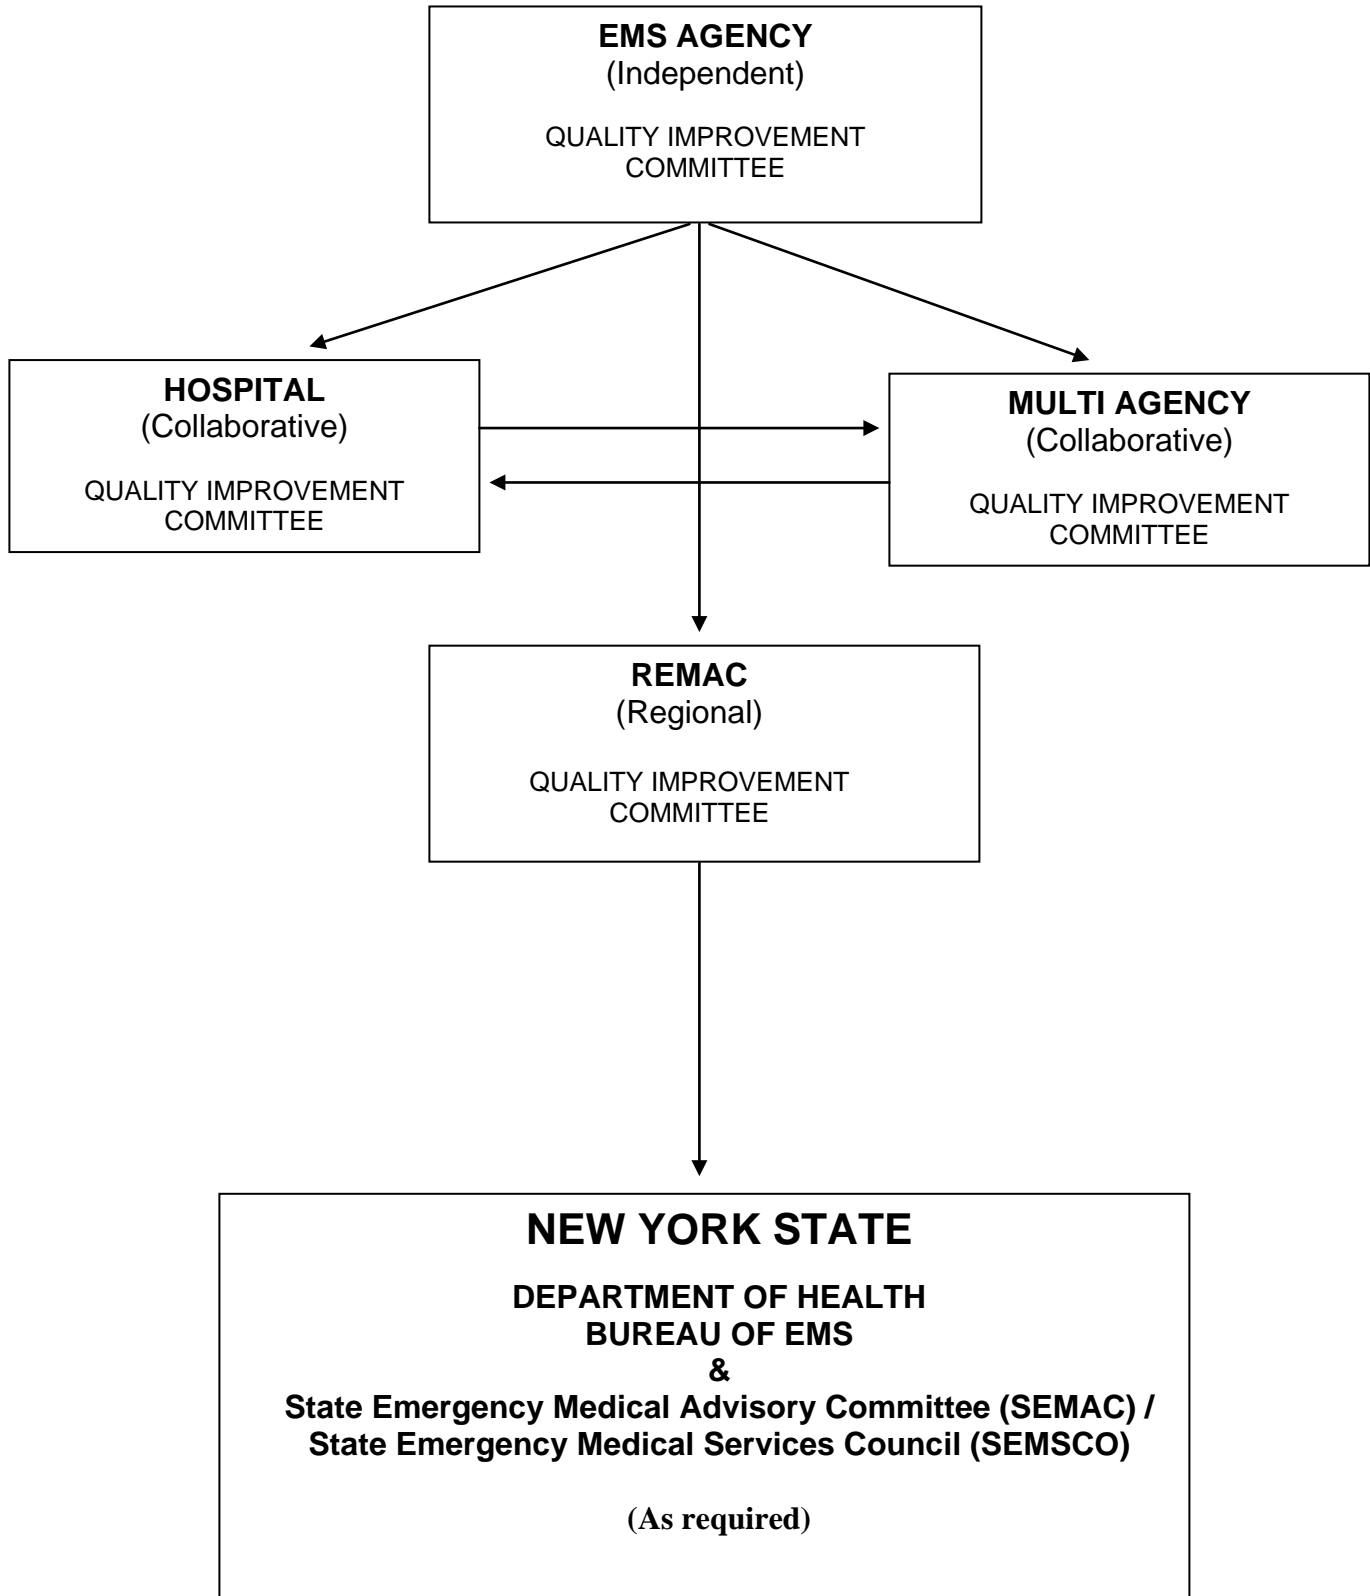 EMS AGENCY
(Independent)
QUALITY IMPROVEMENT
COMMITTEE
HOSPITAL
(Collaborative)
QUALITY IMPROVEMENT
COMMITTEE
MULTI AGENCY
(Collaborative)
QUALITY IMPROVEMENT
COMMITTEE
REMAC
(Regional)
QUALITY IMPROVEMENT
COMMITTEE
NEW YORK STATE
DEPARTMENT OF HEALTH
BUREAU OF EMS
&
State Emergency Medical Advisory Committee (SEMAC) /
State Emergency Medical Services Council (SEMSCO)
(As required)